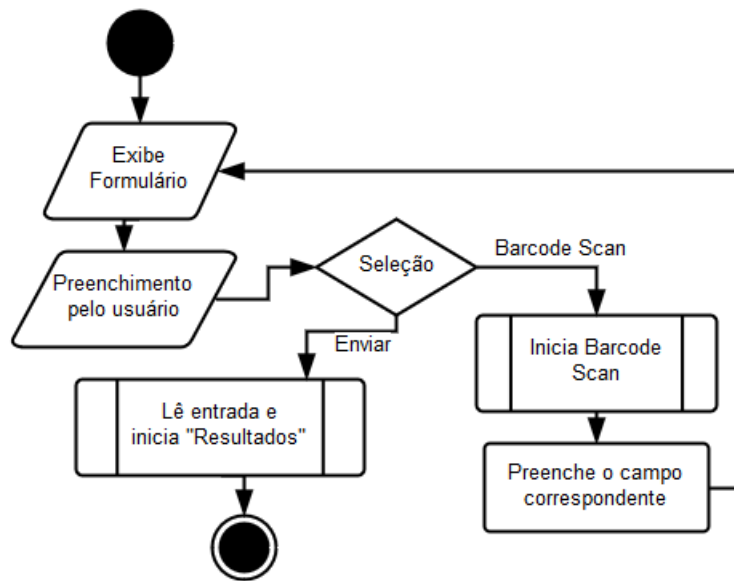 Exibe
Formulário
Preenchimento
pelo usuário
Seleção
Barcode Scan
Enviar
Inicia Barcode
Scan
Lê entrada e
inicia "Resultados"
Preenche o campo
correspondente